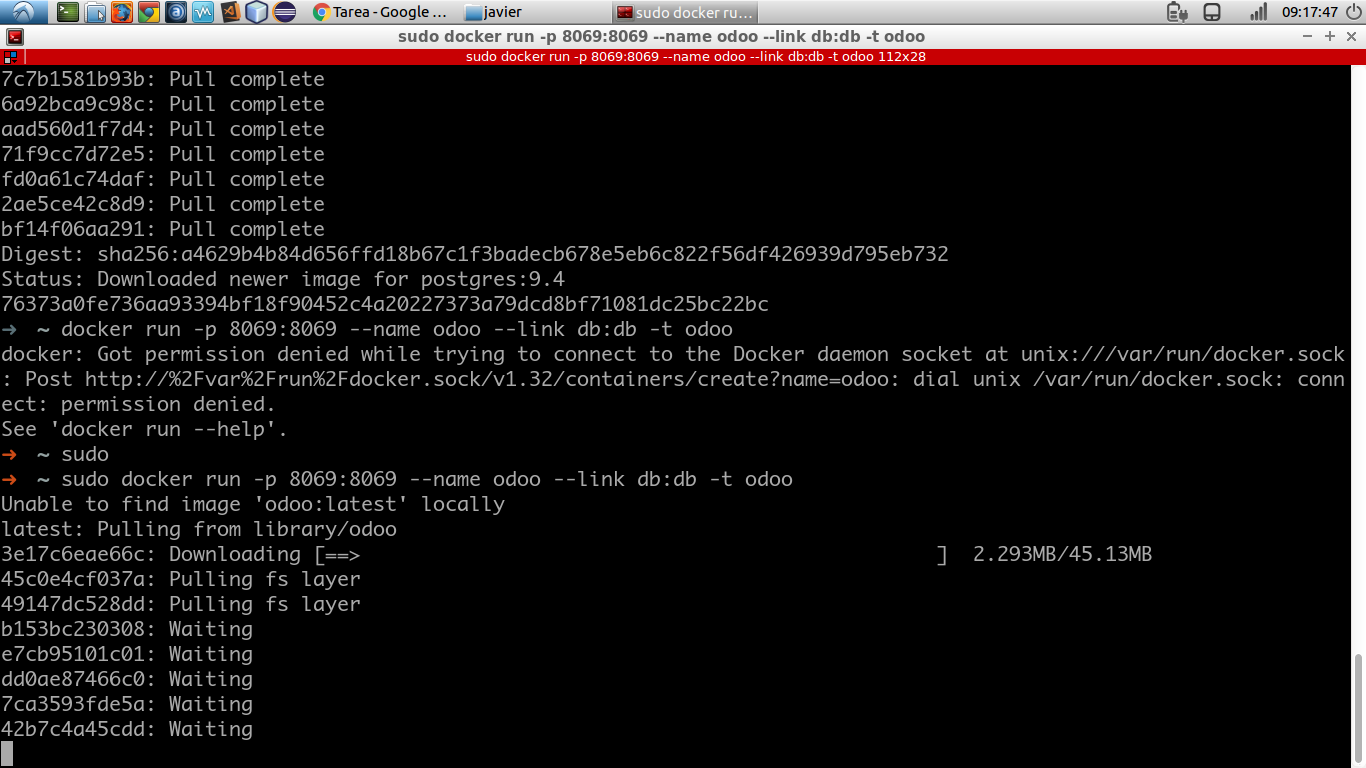 Tarea - Google ...
javier
sudo docker ru...
09:17:47
sudo docker run -p 8069:8069 --name odoo --link db:db -t odoo
sudo docker run -p 8069:8069 --name odoo --link db:db -t odoo 112x28
7c7b1581b93b: Pull complete
6a92bca9c98c: Pull complete
aad560d1f7d4: Pull complete
71f9cc7d72e5: Pull complete
fd0a61c74daf: Pull complete
2ae5ce42c8d9: Pull complete
bf14f06aa291: Pull complete
Digest: sha256:a4629b4b84d656ffd18b67c1f3badecb678e5eb6c822f56df426939d795eb732
Status: Downloaded newer image for postgres:9.4
76373a0fe736aa93394bf18f90452c4a20227373a79dcd8bf71081dc25bc22bc
➜  ~ docker run -p 8069:8069 --name odoo --link db:db -t odoo
docker: Got permission denied while trying to connect to the Docker daemon socket at unix:///var/run/docker.sock
: Post http://%2Fvar%2Frun%2Fdocker.sock/v1.32/containers/create?name=odoo: dial unix /var/run/docker.sock: conn
ect: permission denied.
See 'docker run --help'.
➜  ~ sudo
➜  ~ sudo docker run -p 8069:8069 --name odoo --link db:db -t odoo
Unable to find image 'odoo:latest' locally
latest: Pulling from library/odoo
3e17c6eae66c: Downloading [==>                                                ]  2.293MB/45.13MB
45c0e4cf037a: Pulling fs layer
49147dc528dd: Pulling fs layer
b153bc230308: Waiting
e7cb95101c01: Waiting
dd0ae87466c0: Waiting
7ca3593fde5a: Waiting
42b7c4a45cdd: Waiting